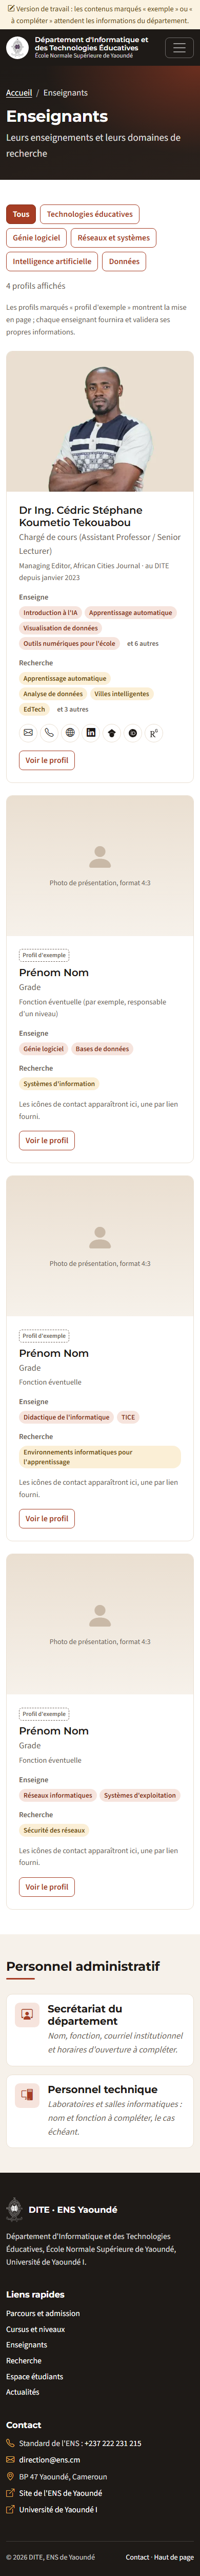 Version de travail : les contenus marqués « exemple » ou «
à compléter » attendent les informations du département.
Département d'Informatique et
des Technologies Éducatives
École Normale Supérieure de Yaoundé
Accueil / Enseignants
Enseignants
Leurs enseignements et leurs domaines de
recherche
Tous Technologies éducatives
Génie logiciel Réseaux et systèmes
Intelligence artificielle Données
4 profils affichés
Les profils marqués « profil d'exemple » montrent la mise
en page ; chaque enseignant fournira et validera ses
propres informations.
Dr Ing. Cédric Stéphane
Koumetio Tekouabou
Chargé de cours (Assistant Professor / Senior
Lecturer)
Managing Editor, African Cities Journal · au DITE
depuis janvier 2023
Enseigne
Introduction à l'IA Apprentissage automatique
Visualisation de données
Outils numériques pour l'école et 6 autres
Recherche
Apprentissage automatique
Analyse de données Villes intelligentes
EdTech et 3 autres
Voir le profil
Photo de présentation, format 4:3
Profil d'exemple
Prénom Nom
Grade
Fonction éventuelle (par exemple, responsable
d'un niveau)
Enseigne
Génie logiciel Bases de données
Recherche
Systèmes d'information
Les icônes de contact apparaîtront ici, une par lien
fourni.
Voir le profil
Photo de présentation, format 4:3
Profil d'exemple
Prénom Nom
Grade
Fonction éventuelle
Enseigne
Didactique de l'informatique TICE
Recherche
Environnements informatiques pour
l'apprentissage
Les icônes de contact apparaîtront ici, une par lien
fourni.
Voir le profil
Photo de présentation, format 4:3
Profil d'exemple
Prénom Nom
Grade
Fonction éventuelle
Enseigne
Réseaux informatiques Systèmes d'exploitation
Recherche
Sécurité des réseaux
Les icônes de contact apparaîtront ici, une par lien
fourni.
Voir le profil
Personnel administratif
Secrétariat du
département
Nom, fonction, courriel institutionnel
et horaires d'ouverture à compléter.
Personnel technique
Laboratoires et salles informatiques :
nom et fonction à compléter, le cas
échéant.
DITE · ENS Yaoundé
Département d'Informatique et des Technologies
Éducatives, École Normale Supérieure de Yaoundé,
Université de Yaoundé I.
Liens rapides
Parcours et admission
Cursus et niveaux
Enseignants
Recherche
Espace étudiants
Actualités
Contact
Standard de l'ENS : +237 222 231 215
direction@ens.cm
BP 47 Yaoundé, Cameroun
Site de l'ENS de Yaoundé
Université de Yaoundé I
© 2026 DITE, ENS de Yaoundé Contact · Haut de page